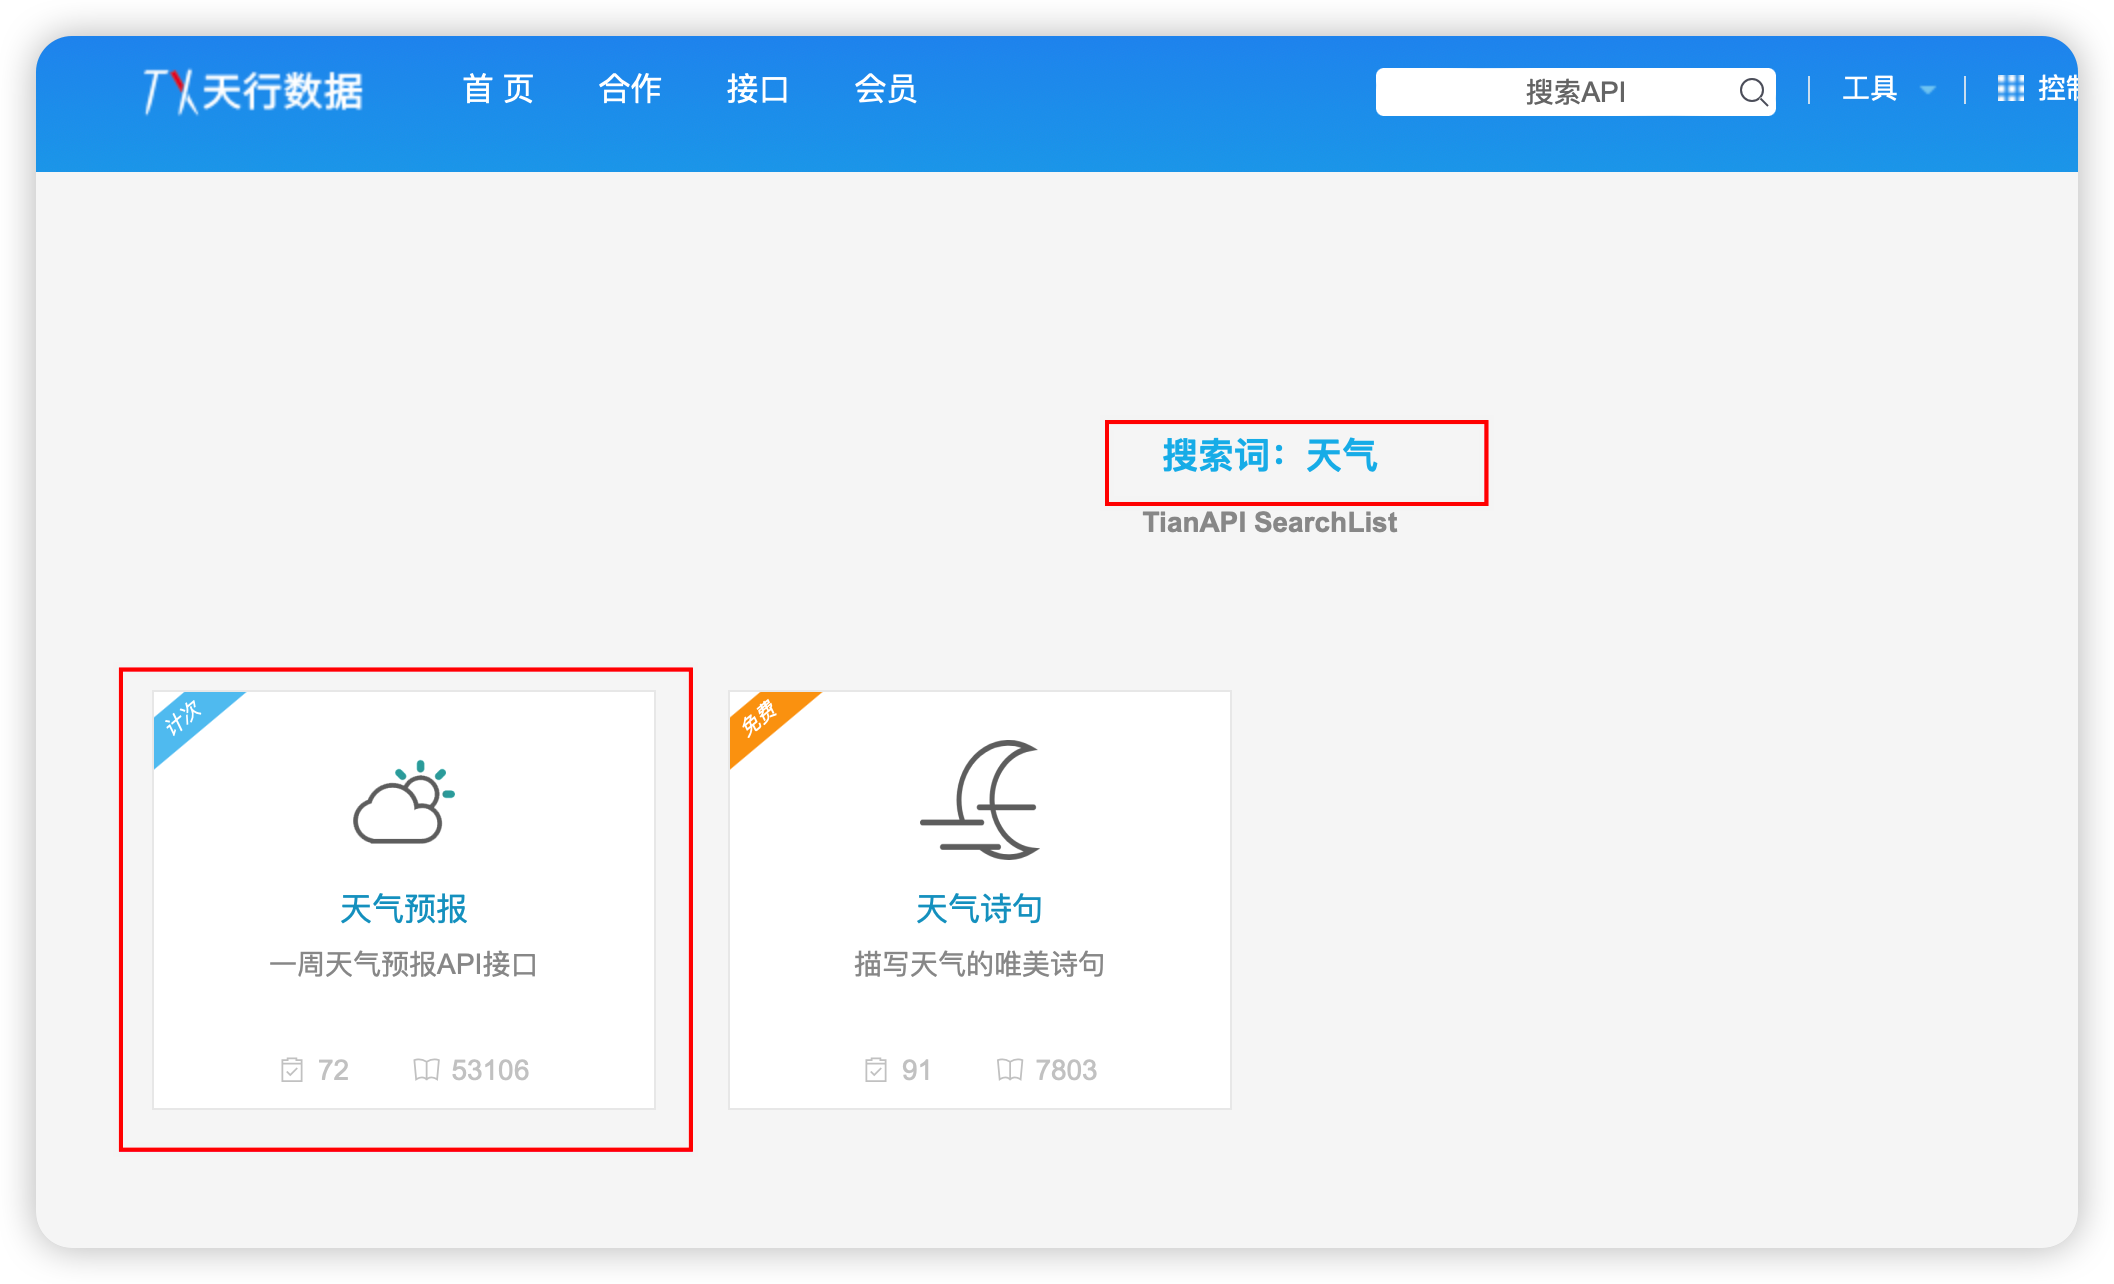 TX天行数据 首 页 合作 接口 会员 搜索API 工具 控
搜索词：天气
TianAPI SearchList
计次
天气预报
一周天气预报API接口
72 53106
免费
天气诗句
描写天气的唯美诗句
91 7803